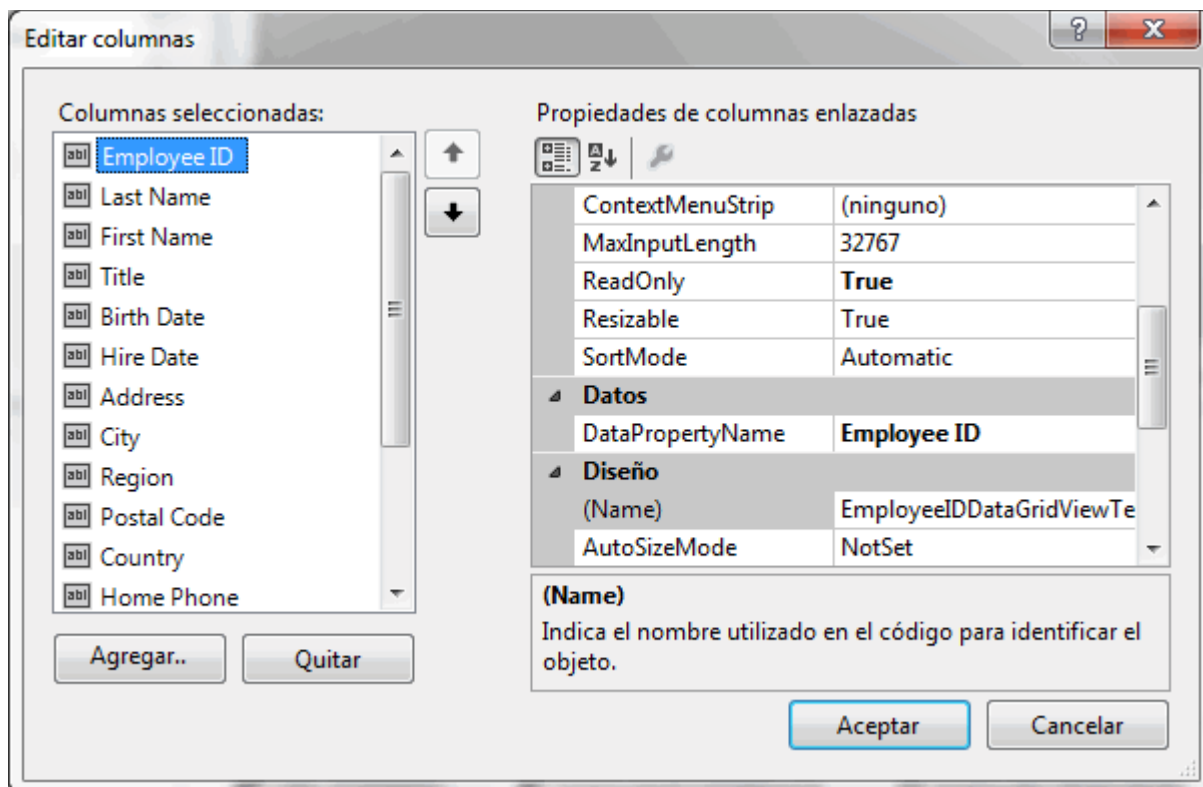 Editar columnas
Columnas seleccionadas:
Employee ID
Last Name
First Name
Title
Birth Date
Hire Date
Address
City
Region
Postal Code
Country
Home Phone
Agregar..
Quitar
Propiedades de columnas enlazadas
ContextMenuStrip (ninguno)
MaxInputLength 32767
ReadOnly True
Resizable True
SortMode Automatic
Datos
DataPropertyName Employee ID
Diseño
(Name) EmployeeIDDataGridViewTe
AutoSizeMode NotSet
(Name)
Indica el nombre utilizado en el código para identificar el
objeto.
Aceptar
Cancelar